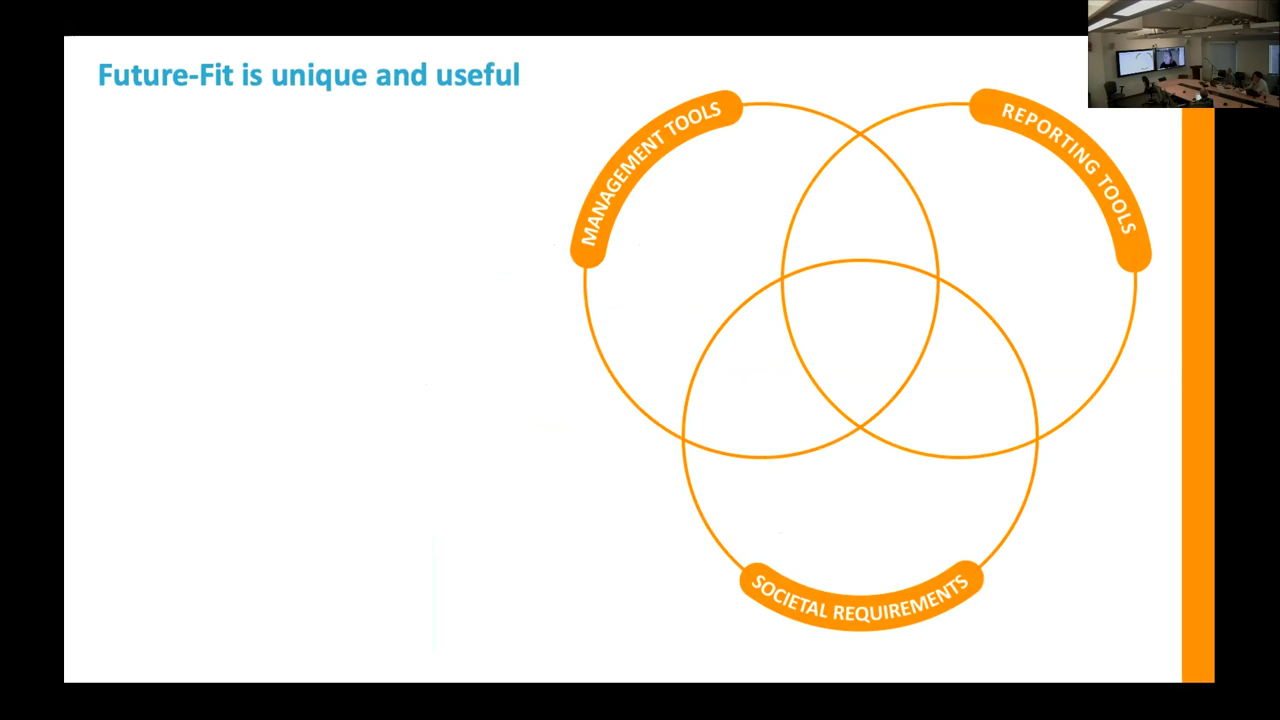 Future-Fit is unique and useful
MANAGEMENT TOOLS
REPORTING TOOLS
SOCIETAL REQUIREMENTS